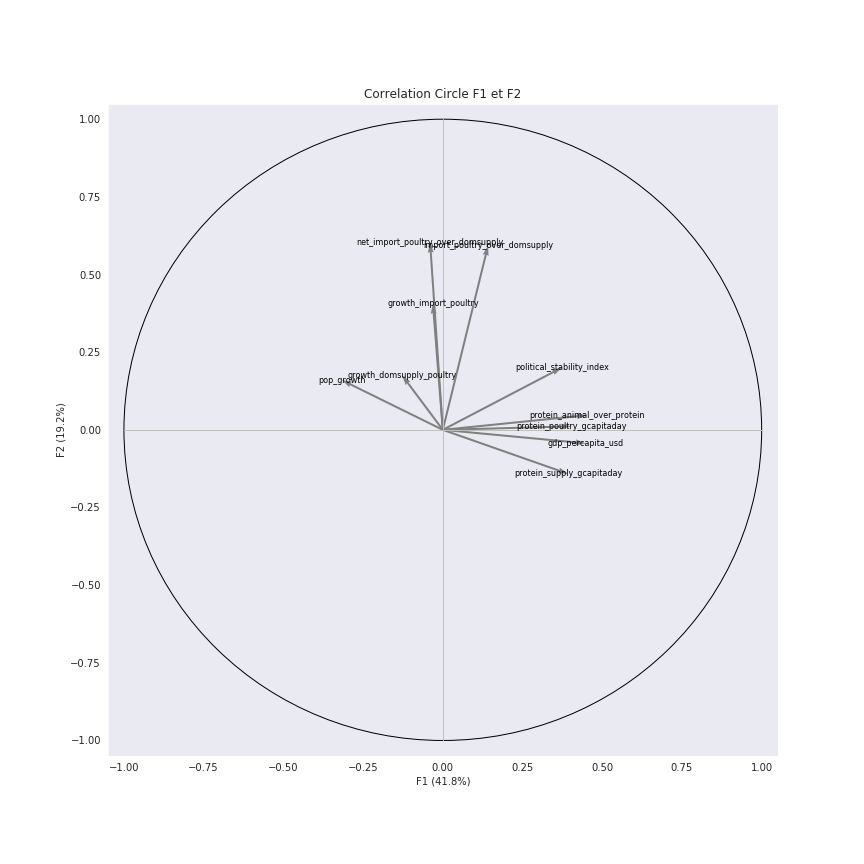 Correlation Circle F1 et F2
1.00
0.75
net_import_poultry_over_domsupply
import_poultry_over_domsupply
0.50
growth_import_poultry
0.25
political_stability_index
growth_domsupply_poultry
pop_growth
protein_animal_over_protein
protein_poultry_gcapitaday
0.00
gdp_percapita_usd
protein_supply_gcapitaday
F2 (19.2%)
−0.25
−0.50
−0.75
−1.00
−1.00 −0.75 −0.50 −0.25 0.00 0.25 0.50 0.75 1.00
F1 (41.8%)